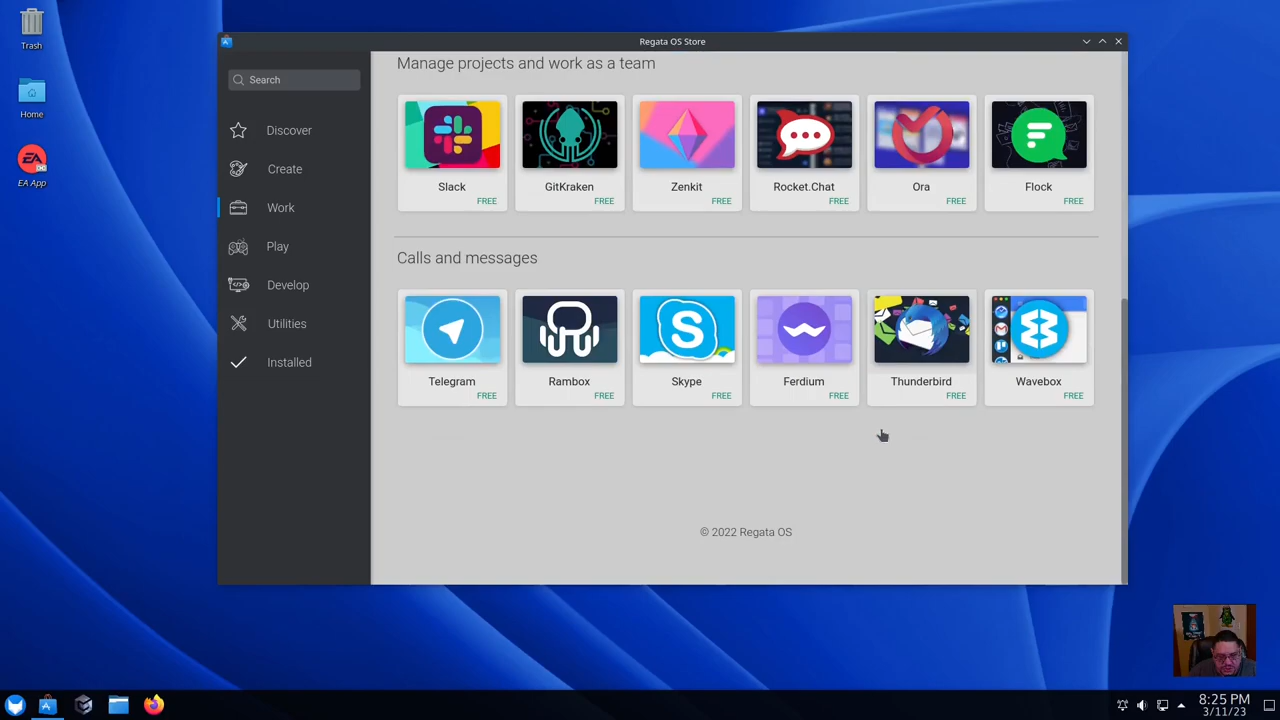 Trash
Home
EA
EA App
Regata OS Store
Search
Discover
Create
Work
Play
Develop
Utilities
Installed
Manage projects and work as a team
Slack
FREE
GitKraken
FREE
Zenkit
FREE
Rocket.Chat
FREE
Ora
FREE
Flock
FREE
Calls and messages
Telegram
FREE
Rambox
FREE
Skype
FREE
Ferdium
FREE
Thunderbird
FREE
Wavebox
FREE
© 2022 Regata OS
8:25 PM
3/11/23